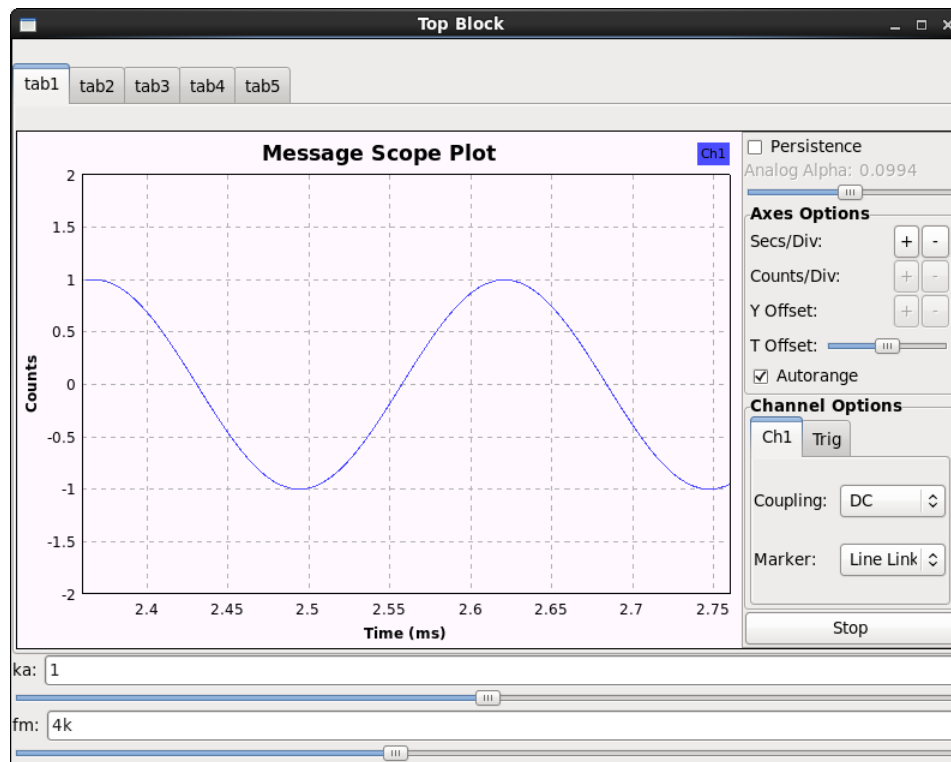 Top Block
tab1 tab2 tab3 tab4 tab5
Message Scope Plot
Ch1
2
1.5
1
0.5
0
-0.5
-1
-1.5
-2
Counts
2.4 2.45 2.5 2.55 2.6 2.65 2.7 2.75
Time (ms)
Persistence
Analog Alpha: 0.0994
Axes Options
Secs/Div: + -
Counts/Div: + -
Y Offset: + -
T Offset:
Autorange
Channel Options
Ch1 Trig
Coupling: DC
Marker: Line Link
Stop
ka: 1
fm: 4k